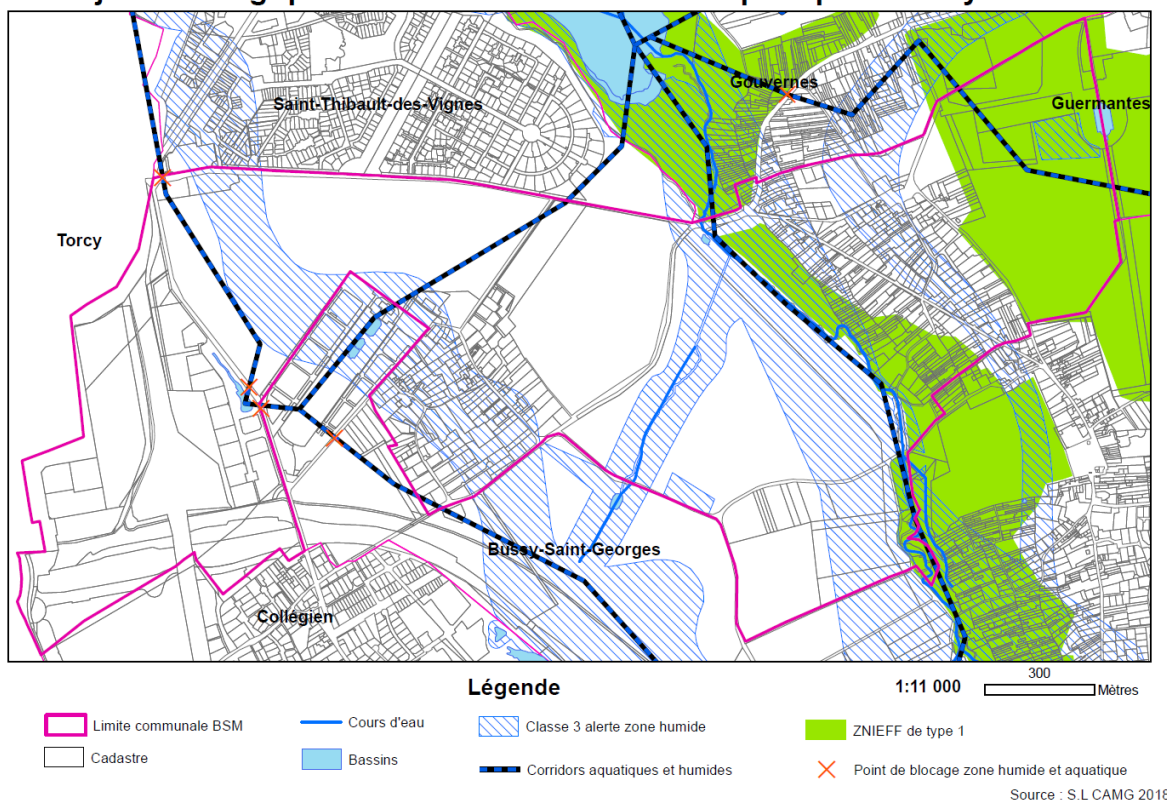 Saint-Thibault-des-Vignes
Gouvernes
Guermantes
Torcy
Bussy-Saint-Georges
Collégien
Légende
1:11 000
300
Mètres
Limite communale BSM
Cours d'eau
Classe 3 alerte zone humide
ZNIEFF de type 1
Cadastre
Bassins
Corridors aquatiques et humides
Point de blocage zone humide et aquatique
Source : S.L CAMG 2018